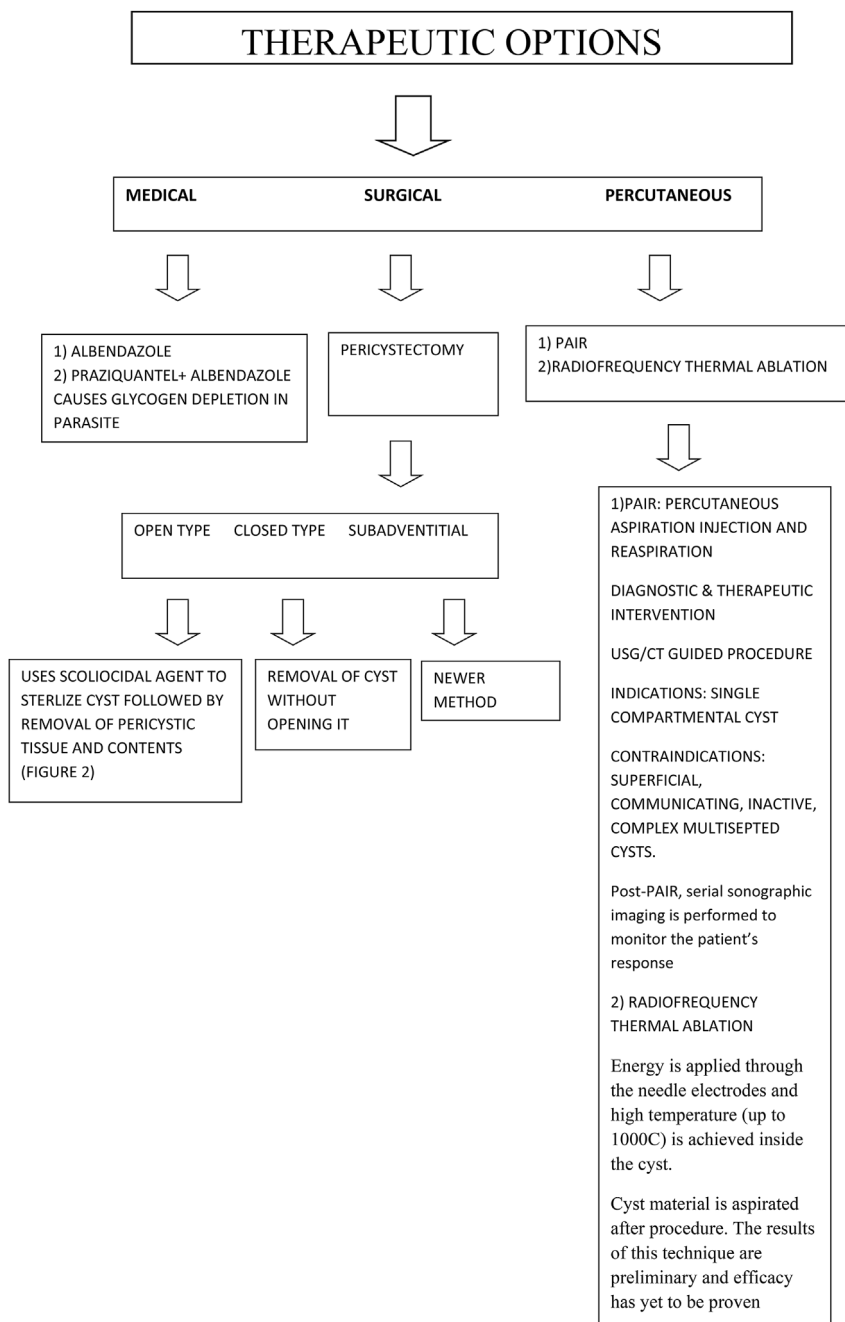 THERAPEUTIC OPTIONS
MEDICAL SURGICAL PERCUTANEOUS
1) ALBENDAZOLE
2) PRAZIQUANTEL+ ALBENDAZOLE
CAUSES GLYCOGEN DEPLETION IN
PARASITE
PERICYSTECTOMY
1) PAIR
2)RADIOFREQUENCY THERMAL ABLATION
OPEN TYPE CLOSED TYPE SUBADVENTITIAL
USES SCOLIOCIDAL AGENT TO
STERLIZE CYST FOLLOWED BY
REMOVAL OF PERICYSTIC
TISSUE AND CONTENTS
(FIGURE 2)
REMOVAL OF CYST
WITHOUT
OPENING IT
NEWER
METHOD
1)PAIR: PERCUTANEOUS
ASPIRATION INJECTION AND
REASPIRATION
DIAGNOSTIC & THERAPEUTIC
INTERVENTION
USG/CT GUIDED PROCEDURE
INDICATIONS: SINGLE
COMPARTMENTAL CYST
CONTRAINDICATIONS:
SUPERFICIAL,
COMMUNICATING, INACTIVE,
COMPLEX MULTISEPTED
CYSTS.
Post-PAIR, serial sonographic
imaging is performed to
monitor the patient’s
response
2) RADIOFREQUENCY
THERMAL ABLATION
Energy is applied through
the needle electrodes and
high temperature (up to
1000C) is achieved inside
the cyst.
Cyst material is aspirated
after procedure. The results
of this technique are
preliminary and efficacy
has yet to be proven